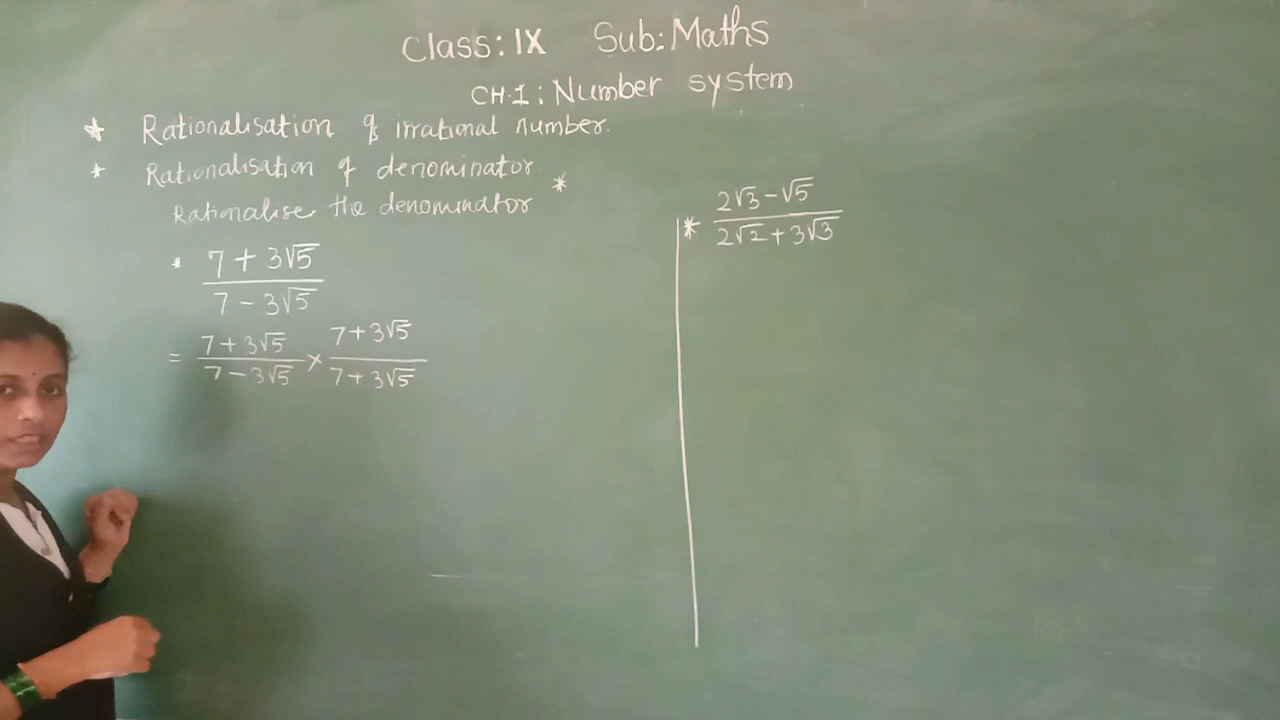 Class: IX Sub: Maths
CH.1: Number system
* Rationalisation of irrational number.
* Rationalisation of denominator
Rationalise the denominator *
* 7 + 3√5
7 - 3√5
= 7 + 3√5 × 7 + 3√5
7 - 3√5 7 + 3√5
* 2√3 - √5
2√2 + 3√3